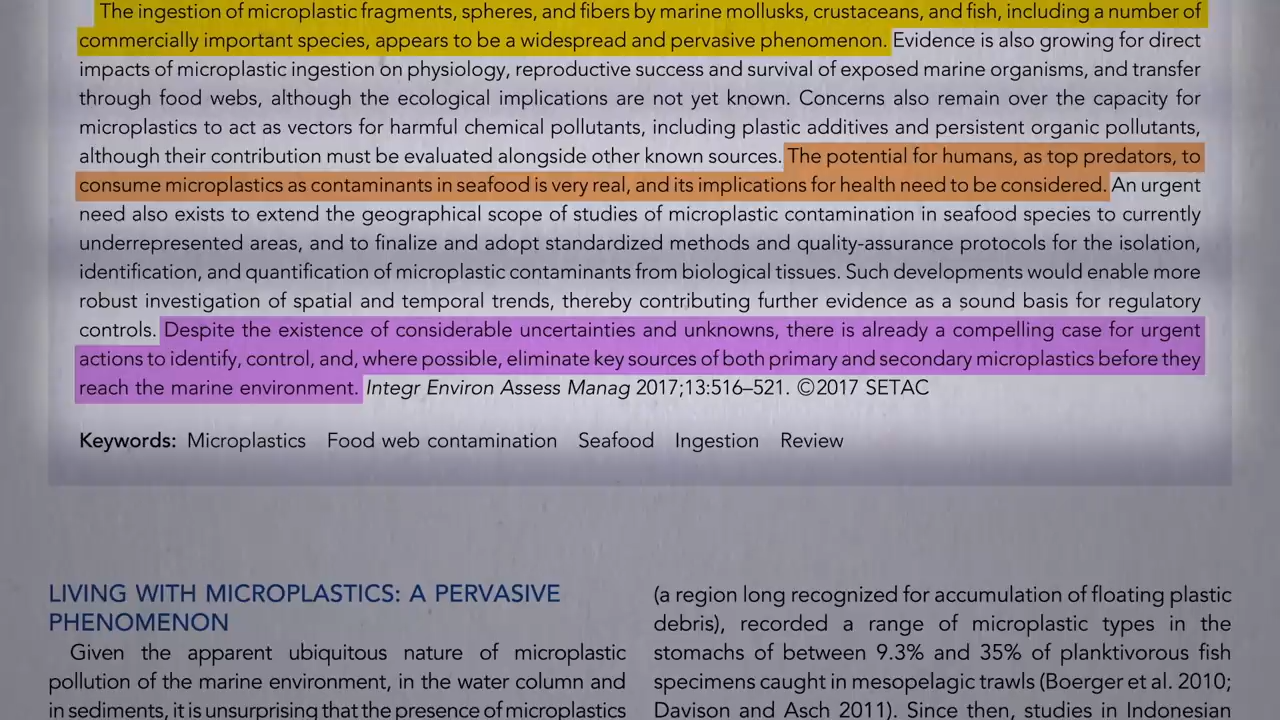 The ingestion of microplastic fragments, spheres, and fibers by marine mollusks, crustaceans, and fish, including a number of
commercially important species, appears to be a widespread and pervasive phenomenon. Evidence is also growing for direct
impacts of microplastic ingestion on physiology, reproductive success and survival of exposed marine organisms, and transfer
through food webs, although the ecological implications are not yet known. Concerns also remain over the capacity for
microplastics to act as vectors for harmful chemical pollutants, including plastic additives and persistent organic pollutants,
although their contribution must be evaluated alongside other known sources. The potential for humans, as top predators, to
consume microplastics as contaminants in seafood is very real, and its implications for health need to be considered. An urgent
need also exists to extend the geographical scope of studies of microplastic contamination in seafood species to currently
underrepresented areas, and to finalize and adopt standardized methods and quality-assurance protocols for the isolation,
identification, and quantification of microplastic contaminants from biological tissues. Such developments would enable more
robust investigation of spatial and temporal trends, thereby contributing further evidence as a sound basis for regulatory
controls. Despite the existence of considerable uncertainties and unknowns, there is already a compelling case for urgent
actions to identify, control, and, where possible, eliminate key sources of both primary and secondary microplastics before they
reach the marine environment. Integr Environ Assess Manag 2017;13:516–521. ©2017 SETAC
Keywords: Microplastics Food web contamination Seafood Ingestion Review
LIVING WITH MICROPLASTICS: A PERVASIVE
PHENOMENON
Given the apparent ubiquitous nature of microplastic
pollution of the marine environment, in the water column and
in sediments, it is unsurprising that the presence of microplastics
(a region long recognized for accumulation of floating plastic
debris), recorded a range of microplastic types in the
stomachs of between 9.3% and 35% of planktivorous fish
specimens caught in mesopelagic trawls (Boerger et al. 2010;
Davison and Asch 2011). Since then, studies in Indonesian